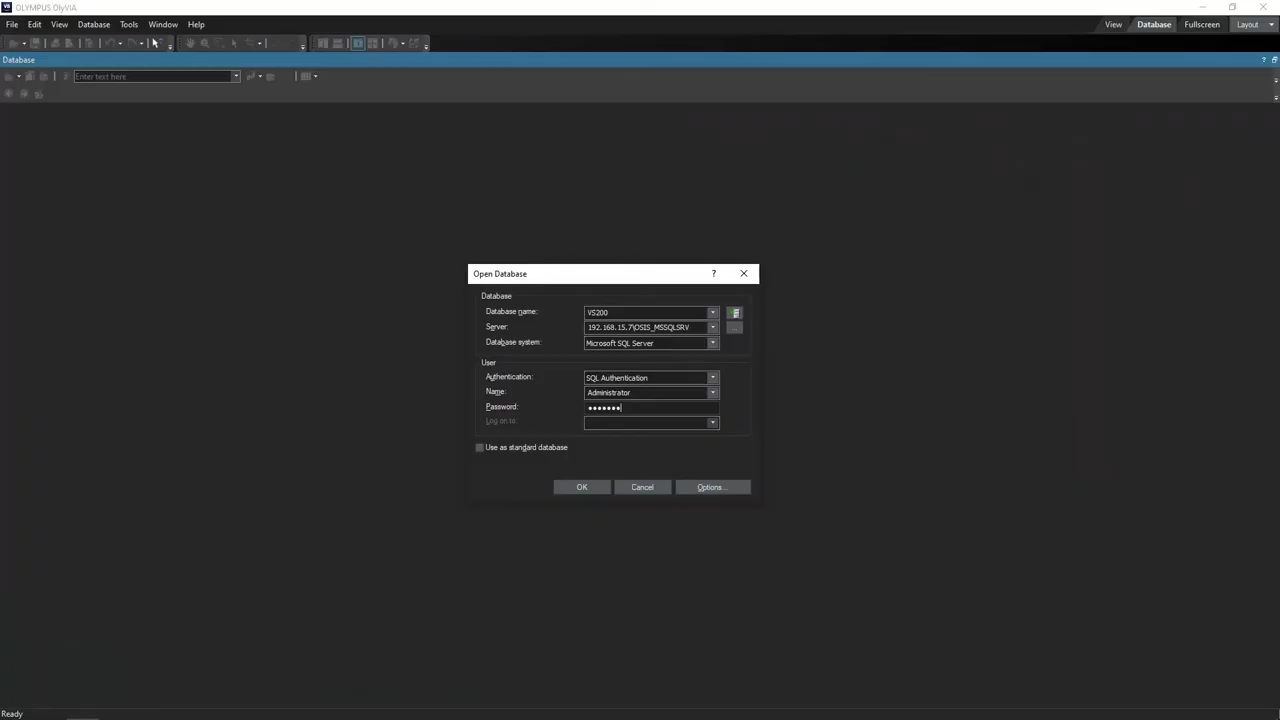 VS OLYMPUS OlyVIA
File Edit View Database Tools Window Help View Database Fullscreen Layout
Database ?
Enter text here
Open Database ?
Database
Database name: VS200
Server: 192.168.15.7\OSIS_MSSQLSRV ...
Database system: Microsoft SQL Server
User
Authentication: SQL Authentication
Name: Administrator
Password: •••••••
Log on to:
Use as standard database
OK Cancel Options...
Ready